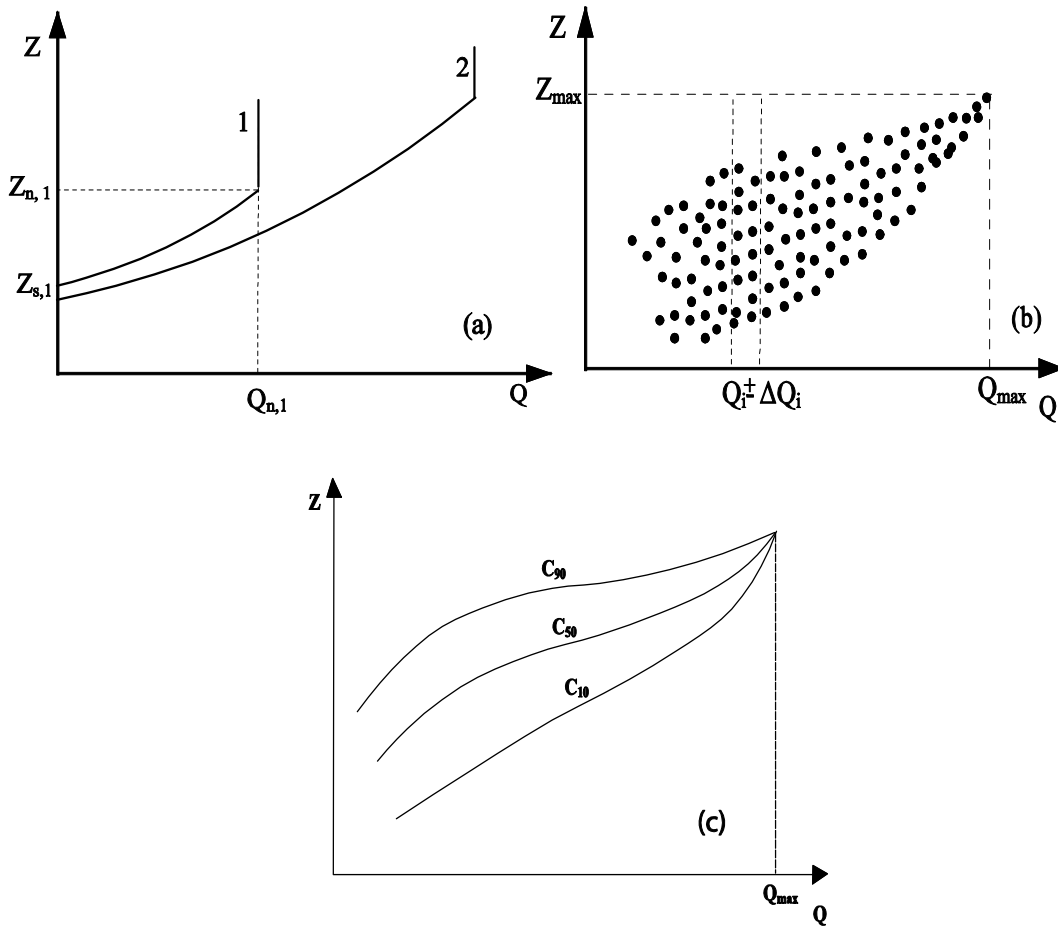 Z
1
2
Zn, 1
Zs,1
(a)
Qn,1
Q
Z
Zmax
(b)
Qi± ΔQi
Qmax
Q
Z
C90
C50
C10
(c)
Qmax
Q